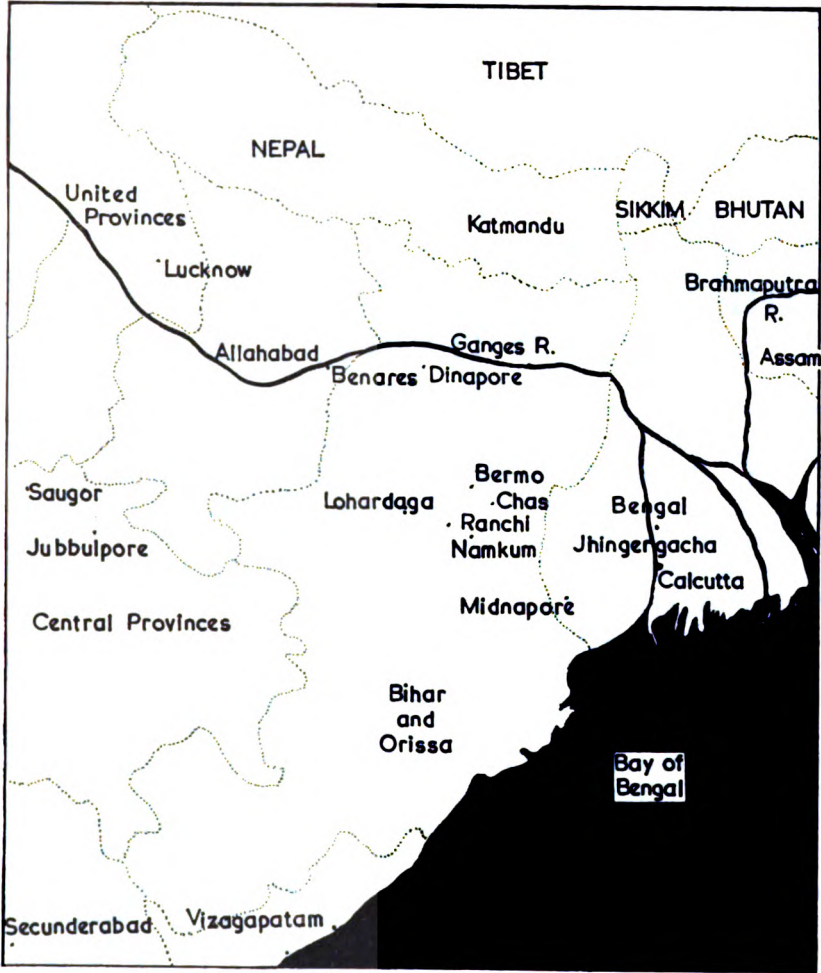 TIBET
NEPAL
United
Provinces
Katmandu
SIKKIM
BHUTAN
Lucknow
Brahmaputra
R.
Assam
Allahabad
Ganges R.
Benares
Dinapore
Saugor
Jubbulpore
Lohardaga
Bermo
Chas
Ranchi
Namkum
Bengal
Jhingergacha
Calcutta
Central Provinces
Midnapore
Bihar
and
Orissa
Bay of
Bengal
Secunderabad
Vizagapatam